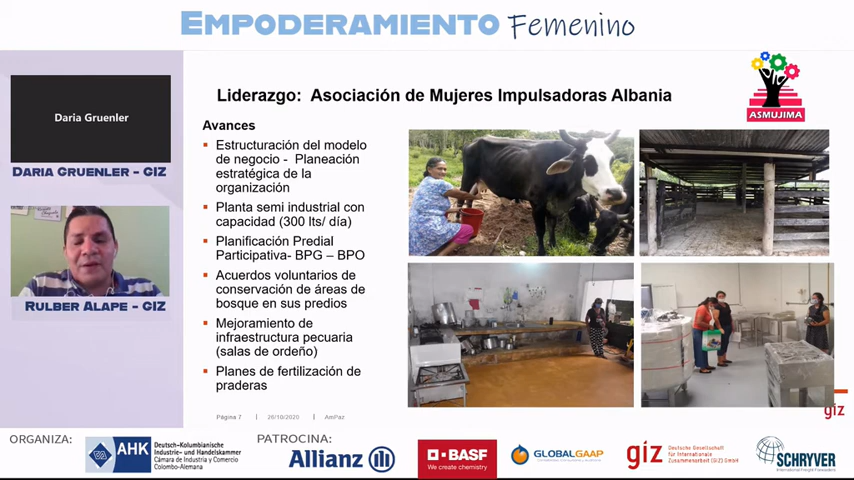 EMPODERAMIENTO Femenino
Daria Gruenler
DARIA GRUENLER - GIZ
RULBER ALAPE - GIZ
Liderazgo: Asociación de Mujeres Impulsadoras Albania
ASMUJIMA
Avances
▪ Estructuración del modelo
de negocio - Planeación
estratégica de la
organización
▪ Planta semi industrial con
capacidad (300 lts/ día)
▪ Planificación Predial
Participativa- BPG – BPO
▪ Acuerdos voluntarios de
conservación de áreas de
bosque en sus predios
▪ Mejoramiento de
infraestructura pecuaria
(salas de ordeño)
▪ Planes de fertilización de
praderas
Página 7 | 26/10/2020 | AmPaz
giz
ORGANIZA:
AHK
Deutsch-Kolumbianische
Industrie- und Handelskammer
Cámara de Industria y Comercio
Colombo-Alemana
PATROCINA:
Allianz
BASF
We create chemistry
GLOBALGAAP
giz
Deutsche Gesellschaft
für Internationale
Zusammenarbeit (GIZ) GmbH
SCHRYVER
International Freight Forwarders